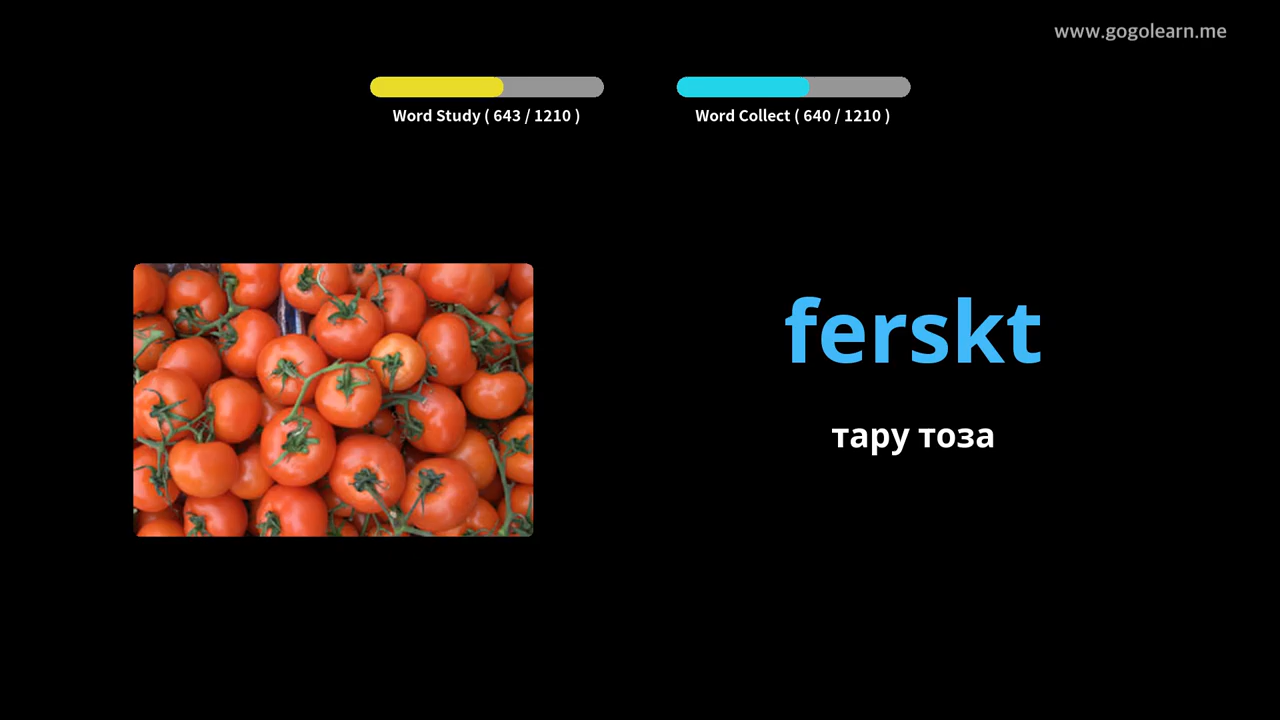 www.gogolearn.me
Word Study ( 643 / 1210 )
Word Collect ( 640 / 1210 )
ferskt
тару тоза